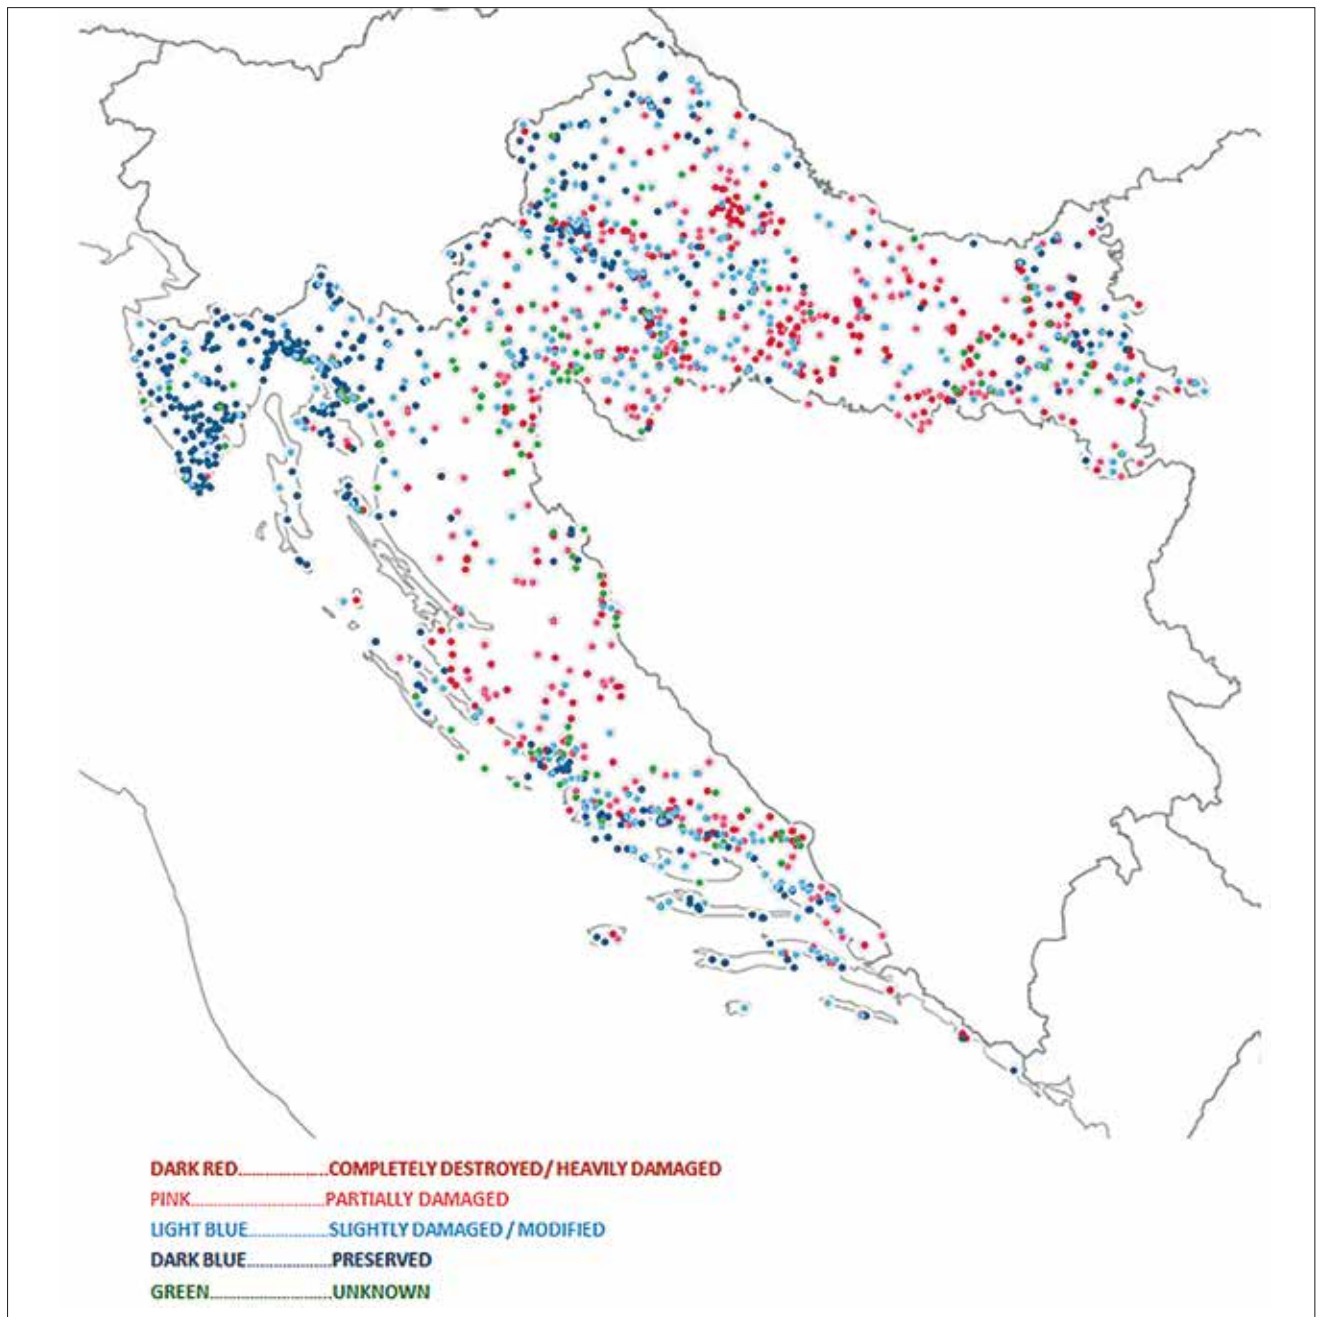 DARK RED......................COMPLETELY DESTROYED / HEAVILY DAMAGED
PINK.................................PARTIALLY DAMAGED
LIGHT BLUE....................SLIGHTLY DAMAGED / MODIFIED
DARK BLUE.....................PRESERVED
GREEN..............................UNKNOWN